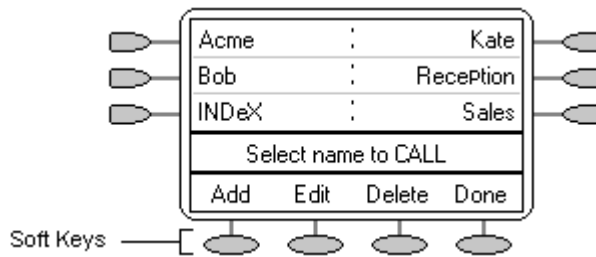 Acme : Kate
Bob : RecePtion
INDeX : Sales
Select name to CALL
Add Edit Delete Done
Soft Keys